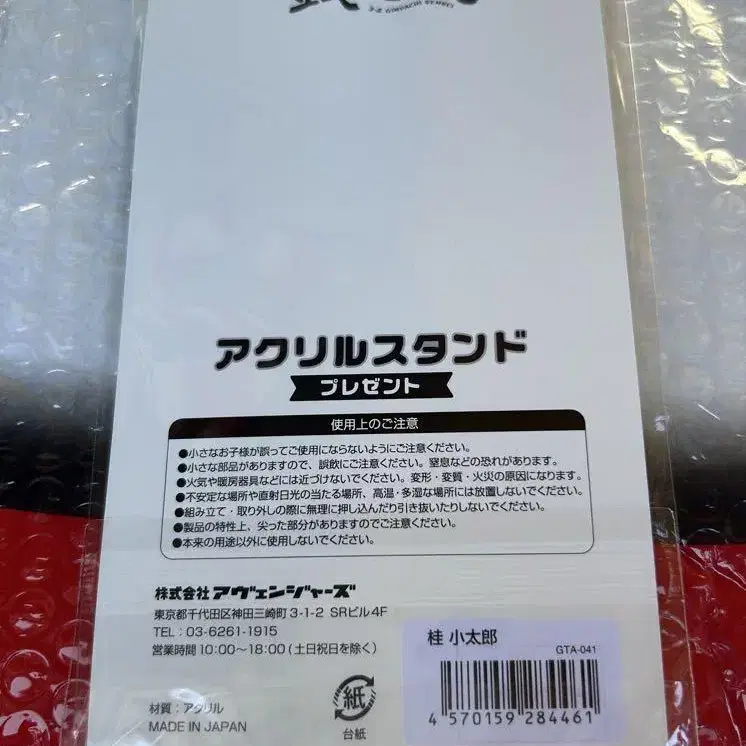 アクリルスタンド
プレゼント
使用上のご注意
●小さなお子様が誤ってご使用にならないようにご注意ください。
●小さな部品がありますので、誤飲にご注意ください。窒息などの恐れがあります。
●火気や暖房器具などには近づけないでください。変形・変質・火災の原因になります。
●不安定な場所や直射日光の当たる場所、高温・多湿な場所には放置しないでください。
●組み立て・取り外しの際に無理に押し込んだり引き抜いたりしないでください。
●製品の特性上、尖った部分がありますのでご注意ください。
●本来の用途以外に使用しないでください。
株式会社 アヴェンジャーズ
東京都千代田区神田三崎町3-1-2 SRビル4F
TEL：03-6261-1915
営業時間 10:00～18:00 (土日祝日を除く)
材質：アクリル
MADE IN JAPAN
紙
台紙
桂 小太郎
GTA-041
4 570159 284461